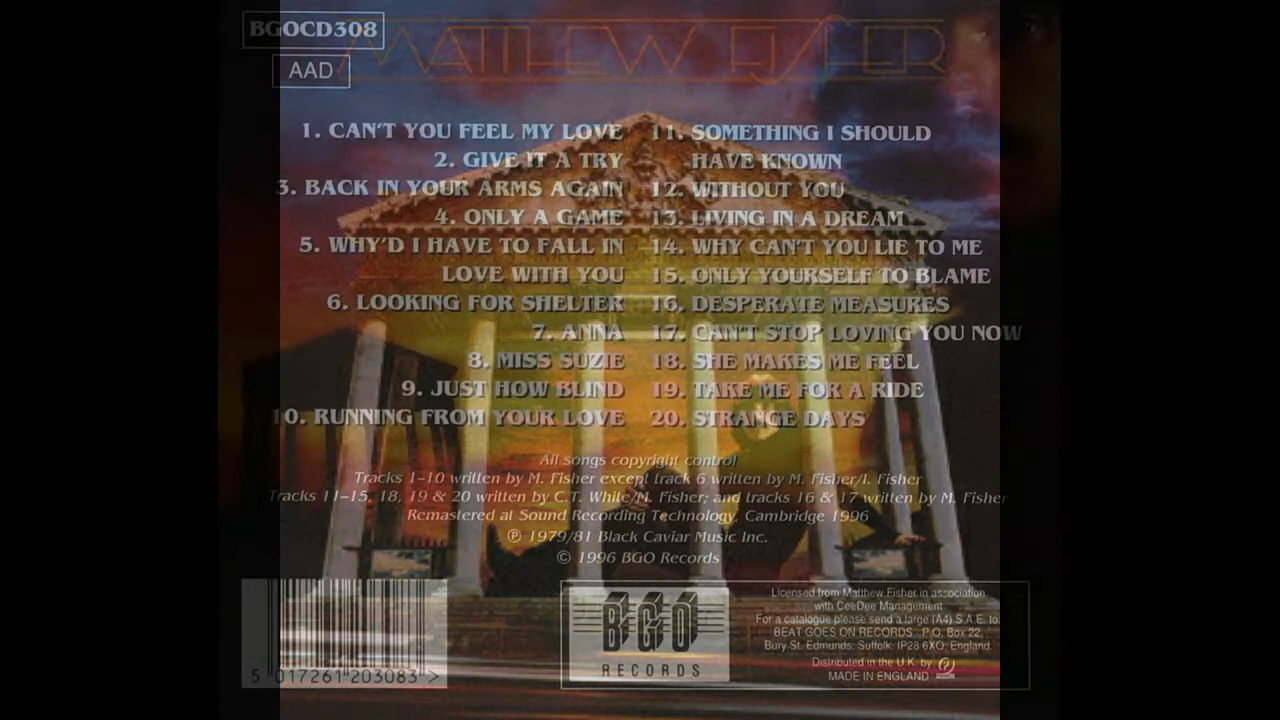 BGOCD308
AAD
MATTHEW FISHER
1. CAN'T YOU FEEL MY LOVE
2. GIVE IT A TRY
3. BACK IN YOUR ARMS AGAIN
4. ONLY A GAME
5. WHY'D I HAVE TO FALL IN
LOVE WITH YOU
6. LOOKING FOR SHELTER
7. ANNA
8. MISS SUZIE
9. JUST HOW BLIND
10. RUNNING FROM YOUR LOVE
11. SOMETHING I SHOULD
HAVE KNOWN
12. WITHOUT YOU
13. LIVING IN A DREAM
14. WHY CAN'T YOU LIE TO ME
15. ONLY YOURSELF TO BLAME
16. DESPERATE MEASURES
17. CAN'T STOP LOVING YOU NOW
18. SHE MAKES ME FEEL
19. TAKE ME FOR A RIDE
20. STRANGE DAYS
All songs copyright control
Tracks 1-10 written by M. Fisher except track 6 written by M. Fisher/I. Fisher
Tracks 11-15, 18, 19 & 20 written by C.T. White/M. Fisher; and tracks 16 & 17 written by M. Fisher
Remastered at Sound Recording Technology, Cambridge 1996
℗ 1979/81 Black Caviar Music Inc.
© 1996 BGO Records
5 017261 203083 >
BGO
RECORDS
Licensed from Matthew Fisher in association
with CeeDee Management
For a catalogue please send a large (A4) S.A.E. to:
BEAT GOES ON RECORDS, P.O. Box 22,
Bury St. Edmunds, Suffolk. IP28 6XQ, England.
Distributed in the U.K. by
MADE IN ENGLAND